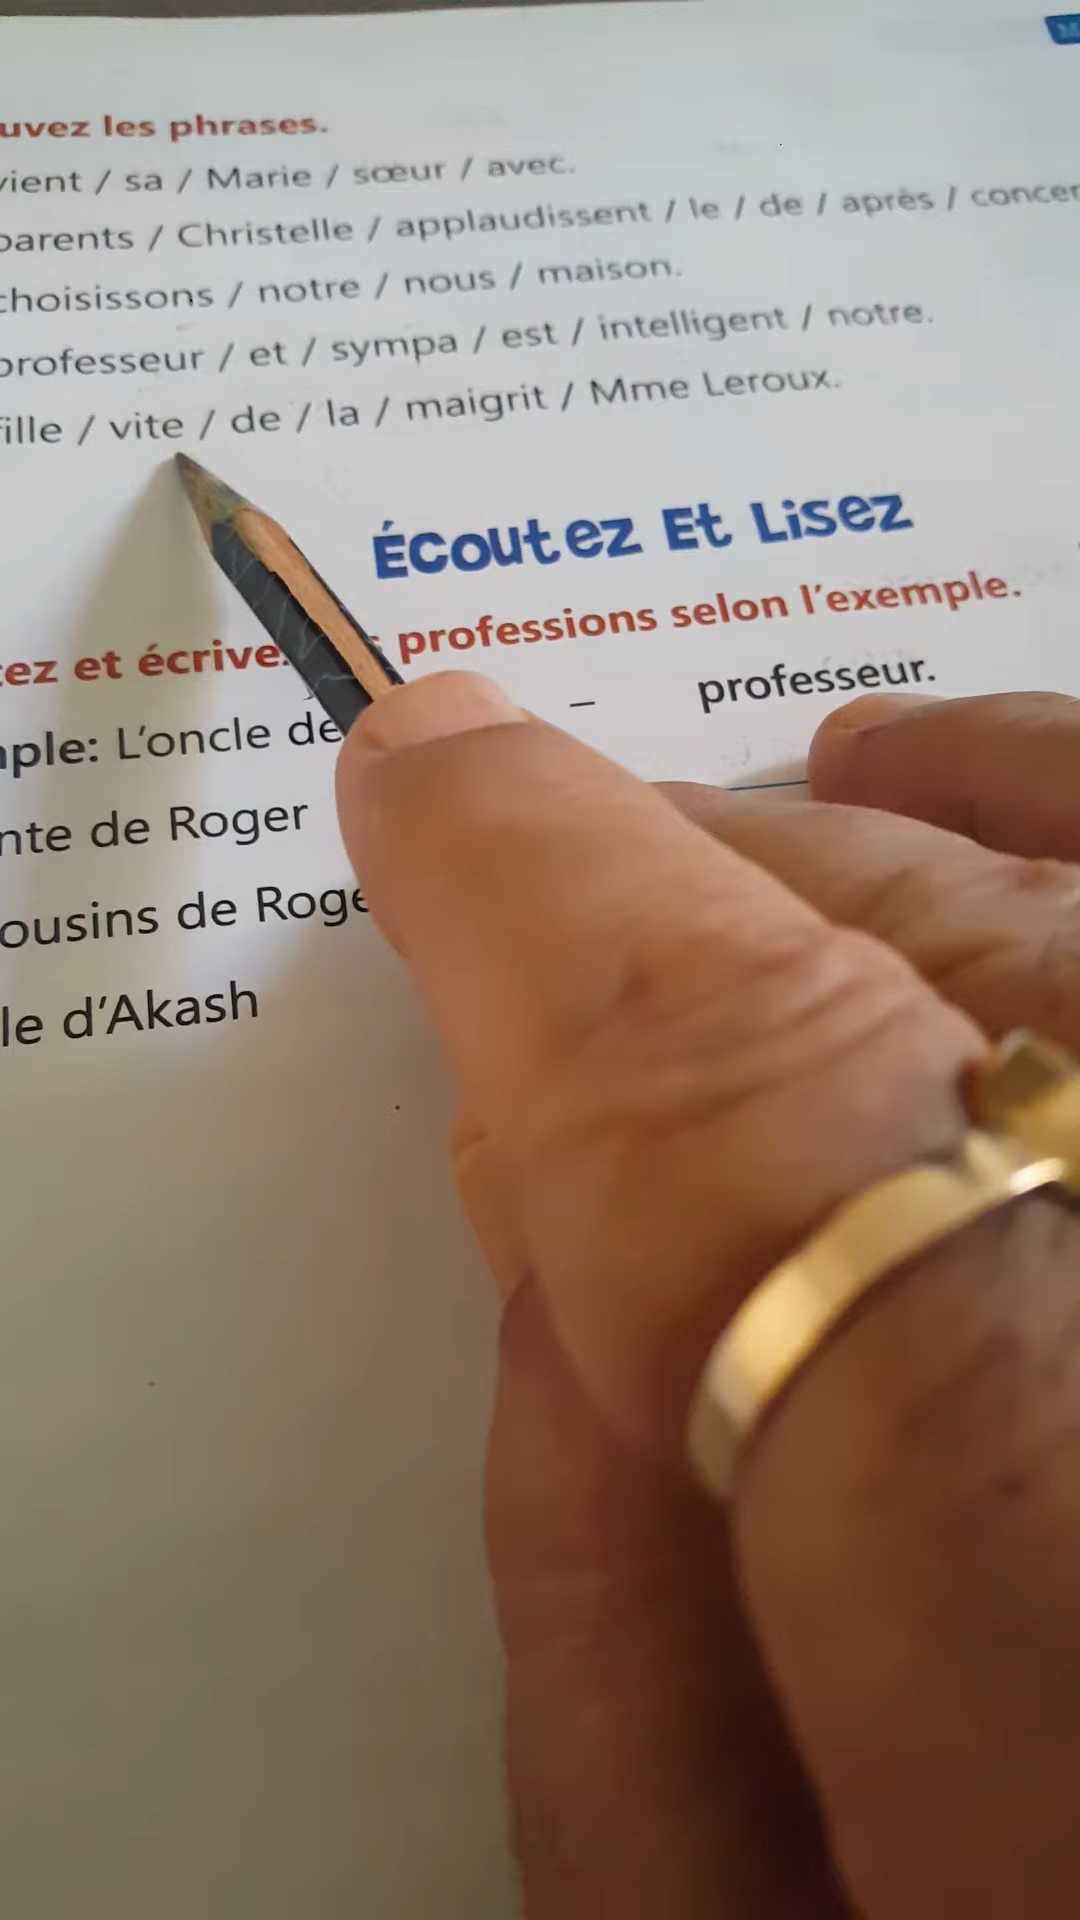 uvez les phrases.
vient / sa / Marie / sœur / avec.
parents / Christelle / applaudissent / le / de / après / concer
choisissons / notre / nous / maison.
professeur / et / sympa / est / intelligent / notre.
fille / vite / de / la / maigrit / Mme Leroux.
Écoutez Et Lisez
tez et écrive professions selon l'exemple.
mple: L'oncle de – professeur.
nte de Roger
ousins de Roge
le d'Akash